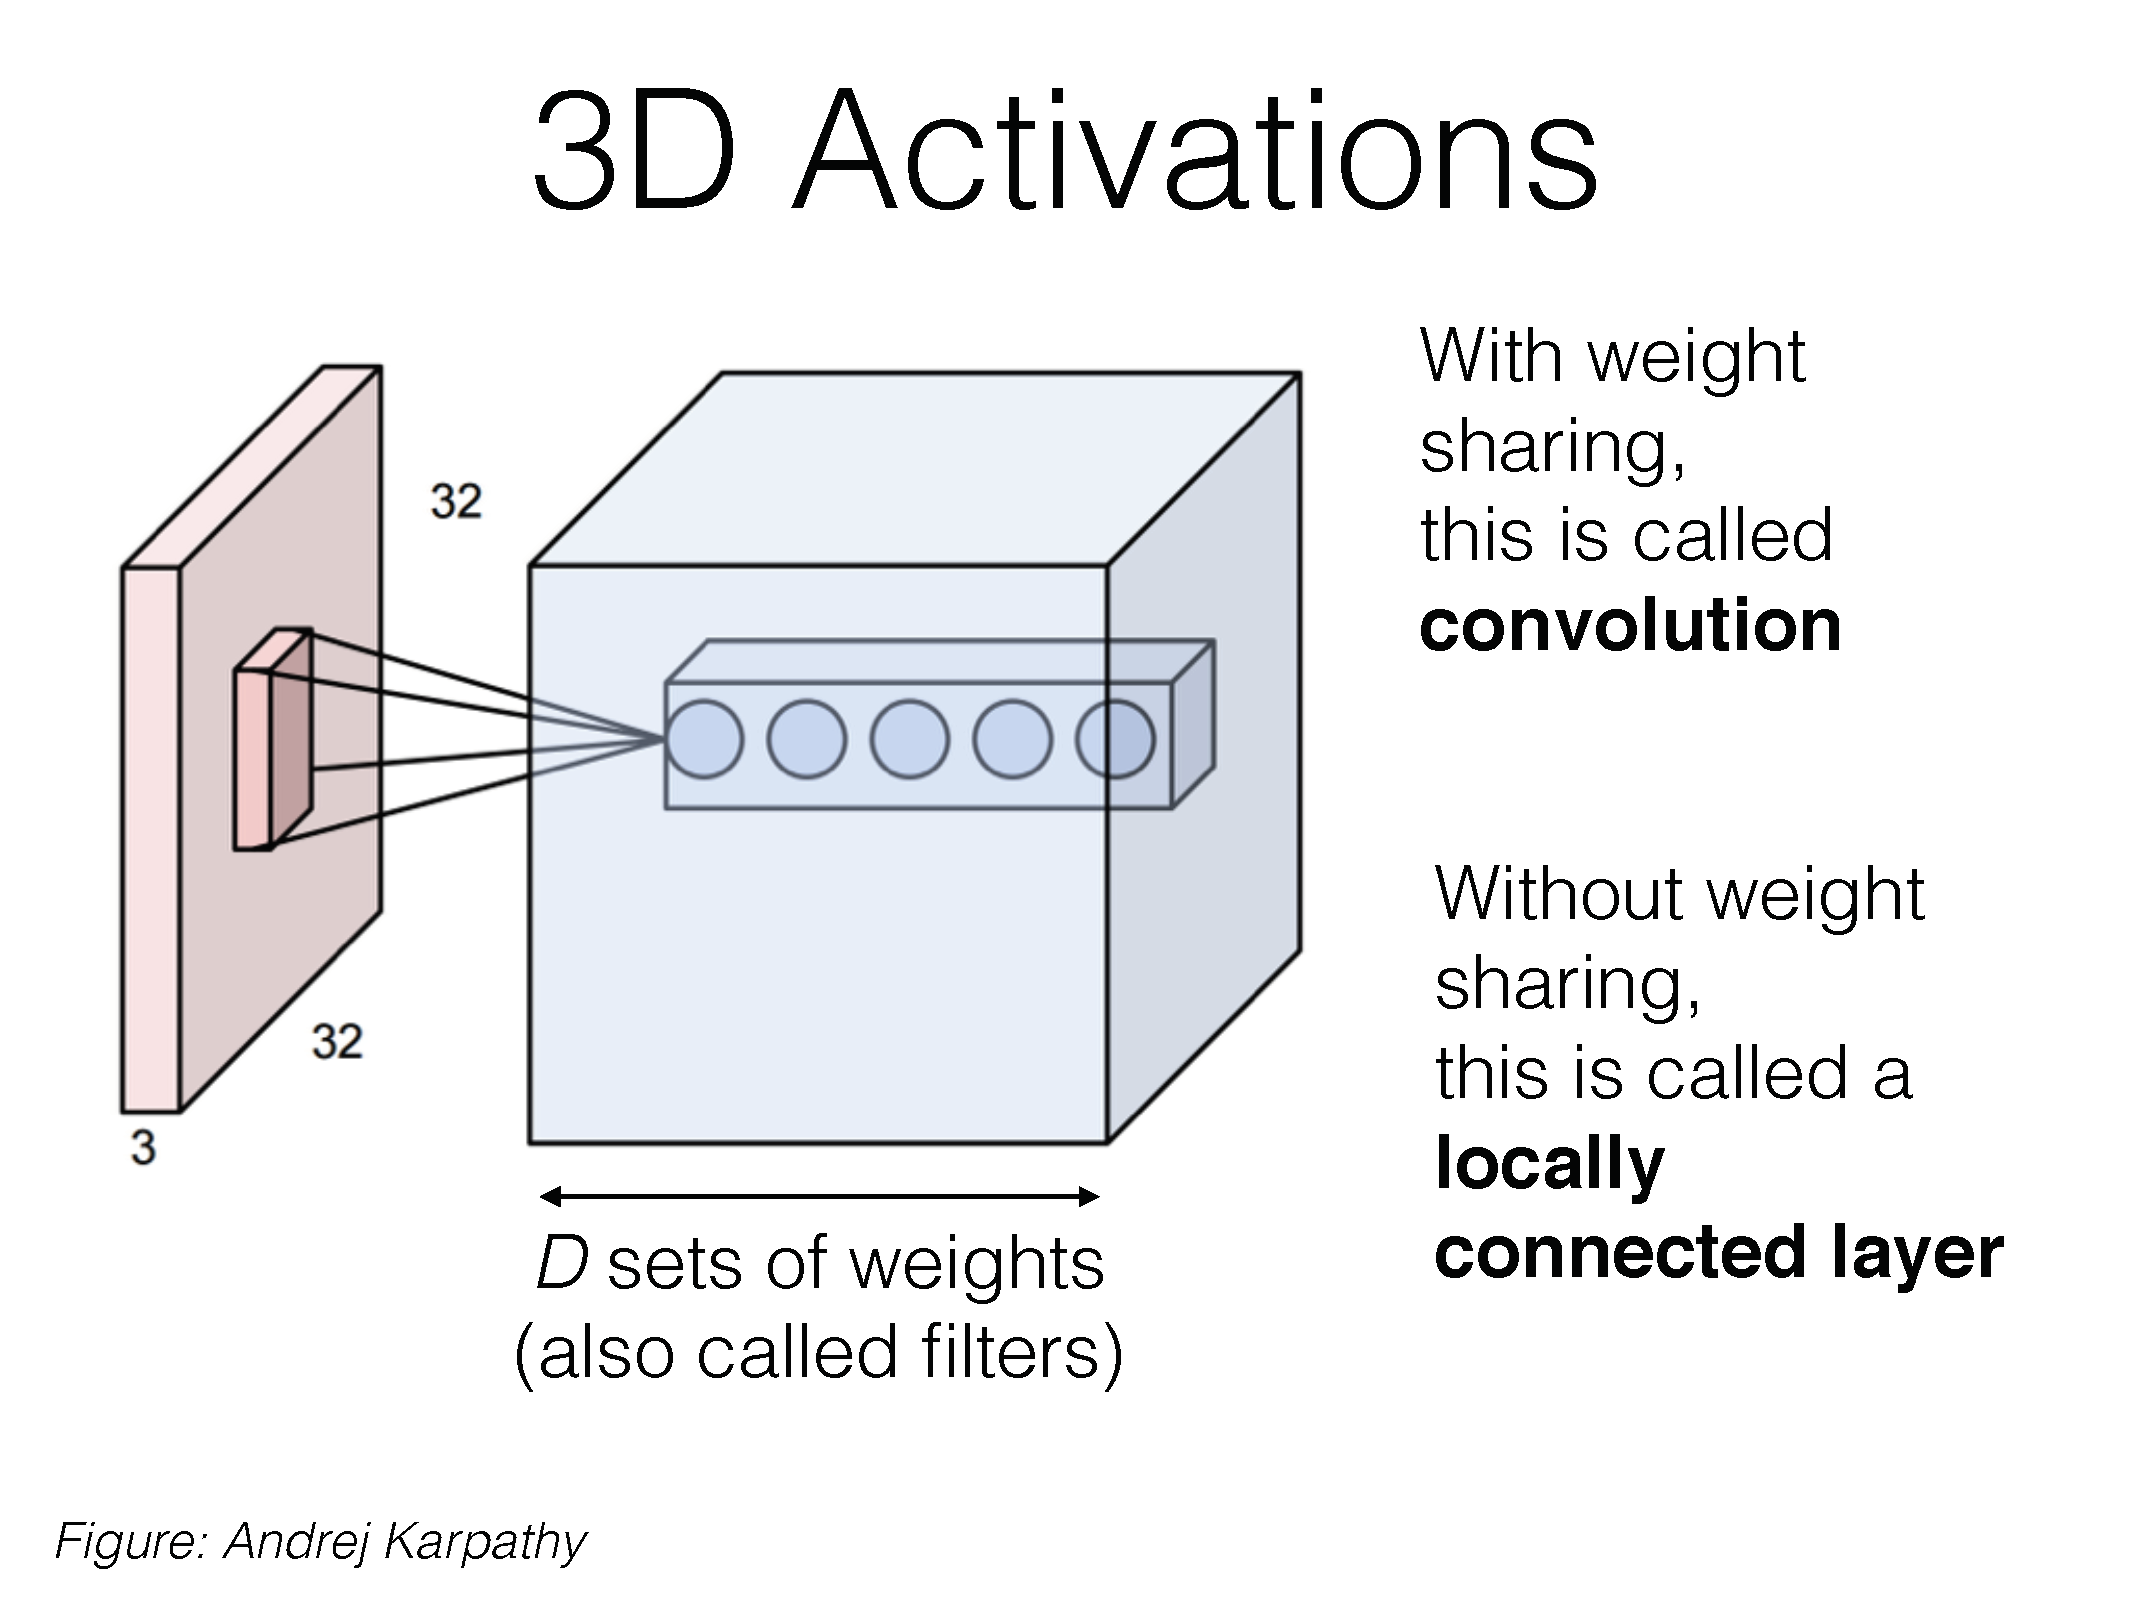 3D Activations
32
32
3
D sets of weights
(also called filters)
With weight
sharing,
this is called
convolution
Without weight
sharing,
this is called a
locally
connected layer
Figure: Andrej Karpathy